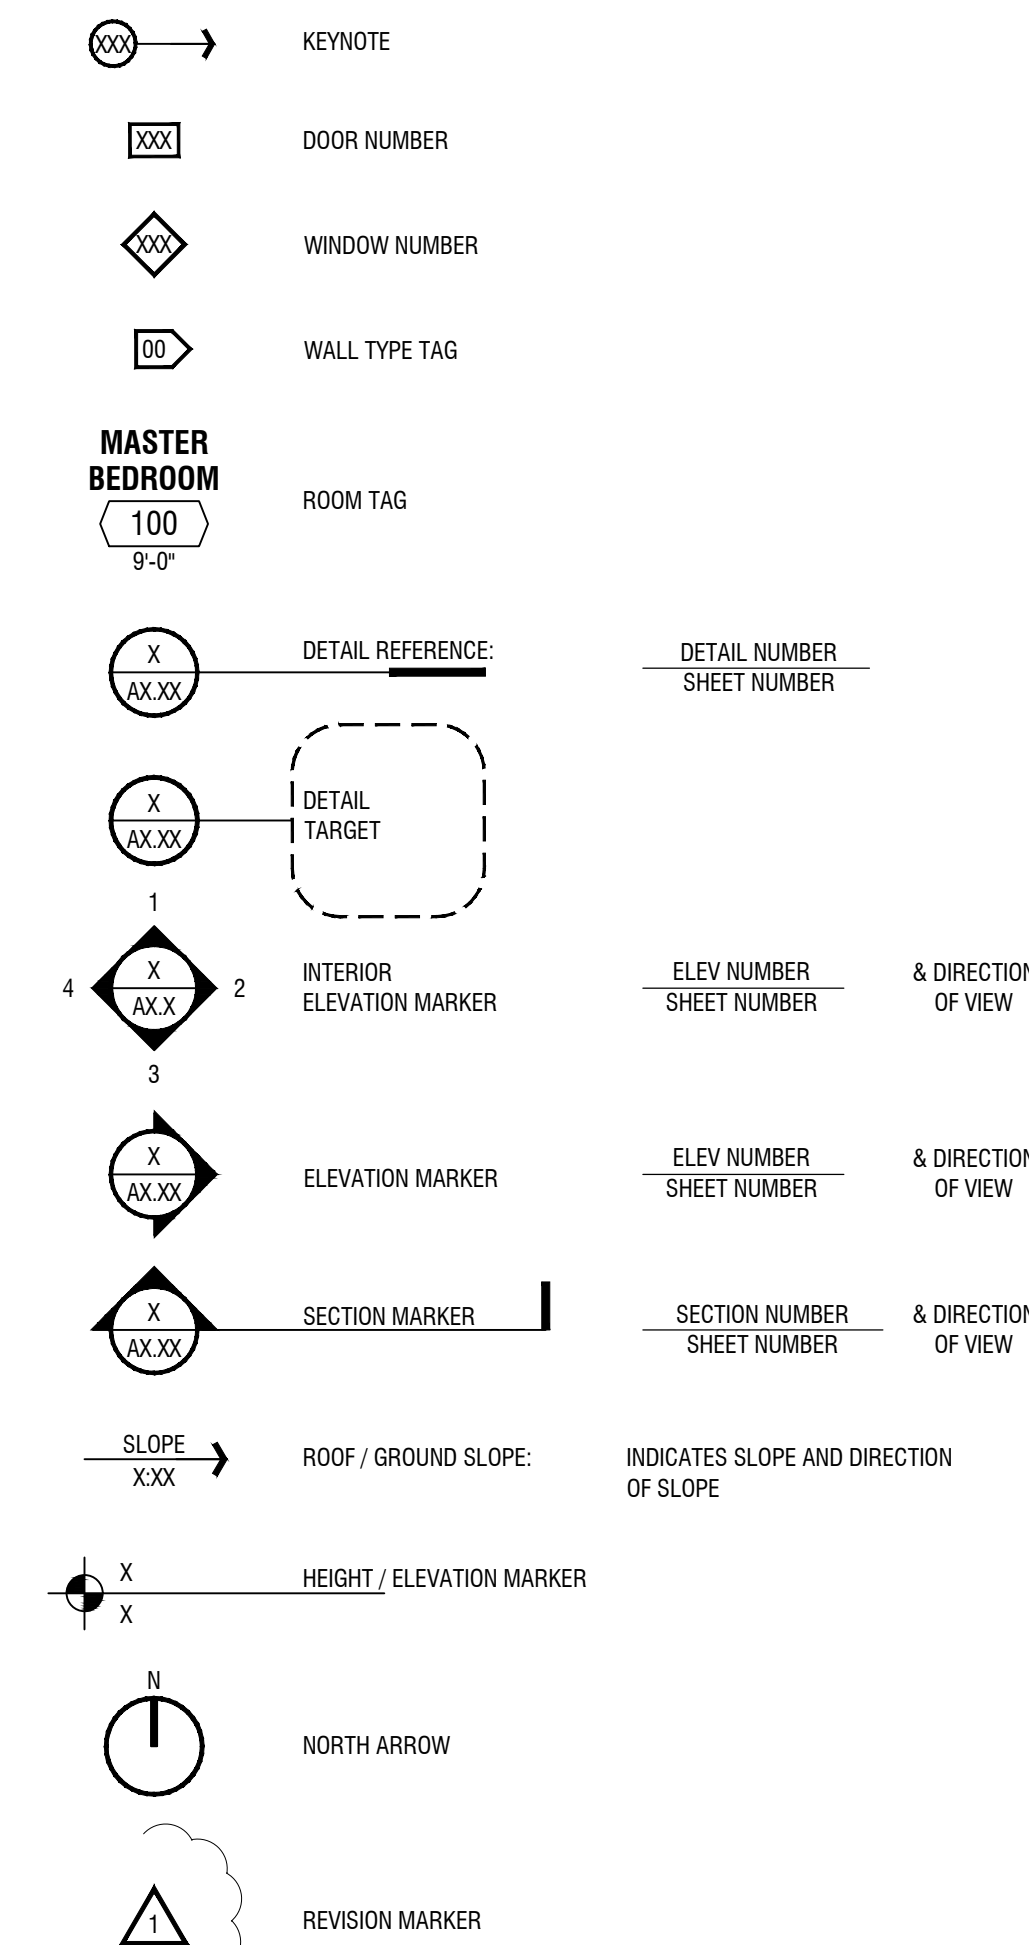 XXX KEYNOTE
XXX DOOR NUMBER
XXX WINDOW NUMBER
00 WALL TYPE TAG
MASTER
BEDROOM
100
9'-0"
ROOM TAG
X
AX.XX
DETAIL REFERENCE:
DETAIL NUMBER
SHEET NUMBER
X
AX.XX
DETAIL
TARGET
1
4
X
AX.X
2
3
INTERIOR
ELEVATION MARKER
ELEV NUMBER
SHEET NUMBER
& DIRECTION
OF VIEW
X
AX.XX
ELEVATION MARKER
ELEV NUMBER
SHEET NUMBER
& DIRECTION
OF VIEW
X
AX.XX
SECTION MARKER
SECTION NUMBER
SHEET NUMBER
& DIRECTION
OF VIEW
SLOPE
X:XX
ROOF / GROUND SLOPE:
INDICATES SLOPE AND DIRECTION
OF SLOPE
X
X
HEIGHT / ELEVATION MARKER
N
NORTH ARROW
1
REVISION MARKER